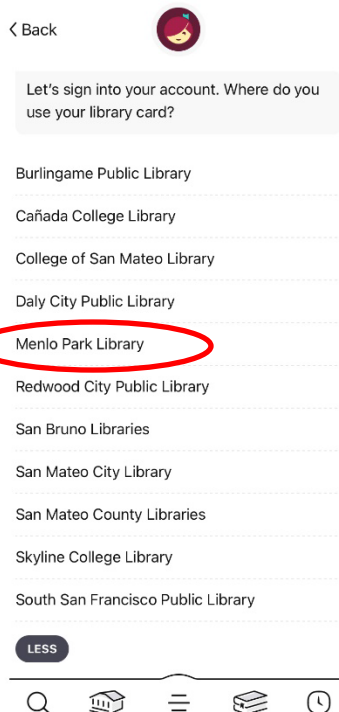 Back
Let's sign into your account. Where do you
use your library card?
Burlingame Public Library
Cañada College Library
College of San Mateo Library
Daly City Public Library
Menlo Park Library
Redwood City Public Library
San Bruno Libraries
San Mateo City Library
San Mateo County Libraries
Skyline College Library
South San Francisco Public Library
LESS